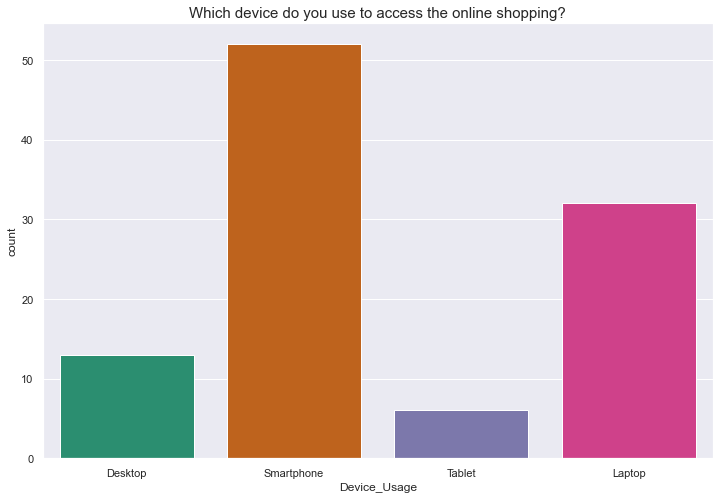 Which device do you use to access the online shopping?
50
40
30
20
10
0
count
Desktop
Smartphone
Tablet
Laptop
Device_Usage